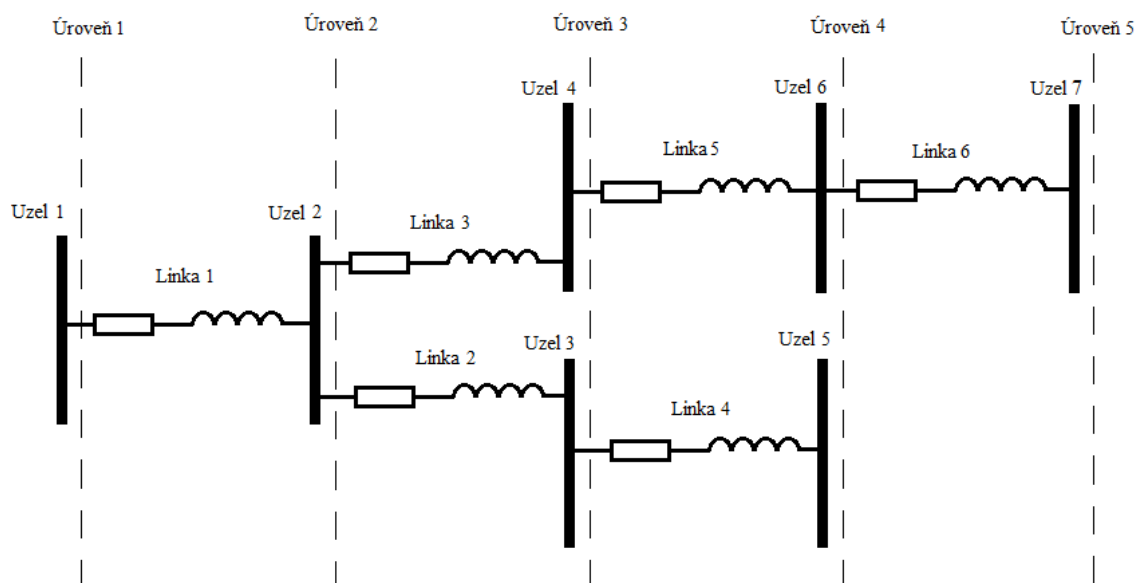 Úroveň 1
Úroveň 2
Úroveň 3
Úroveň 4
Úroveň 5
Uzel 4
Uzel 6
Uzel 7
Linka 5
Linka 6
Uzel 1
Uzel 2
Linka 3
Linka 1
Uzel 3
Uzel 5
Linka 2
Linka 4